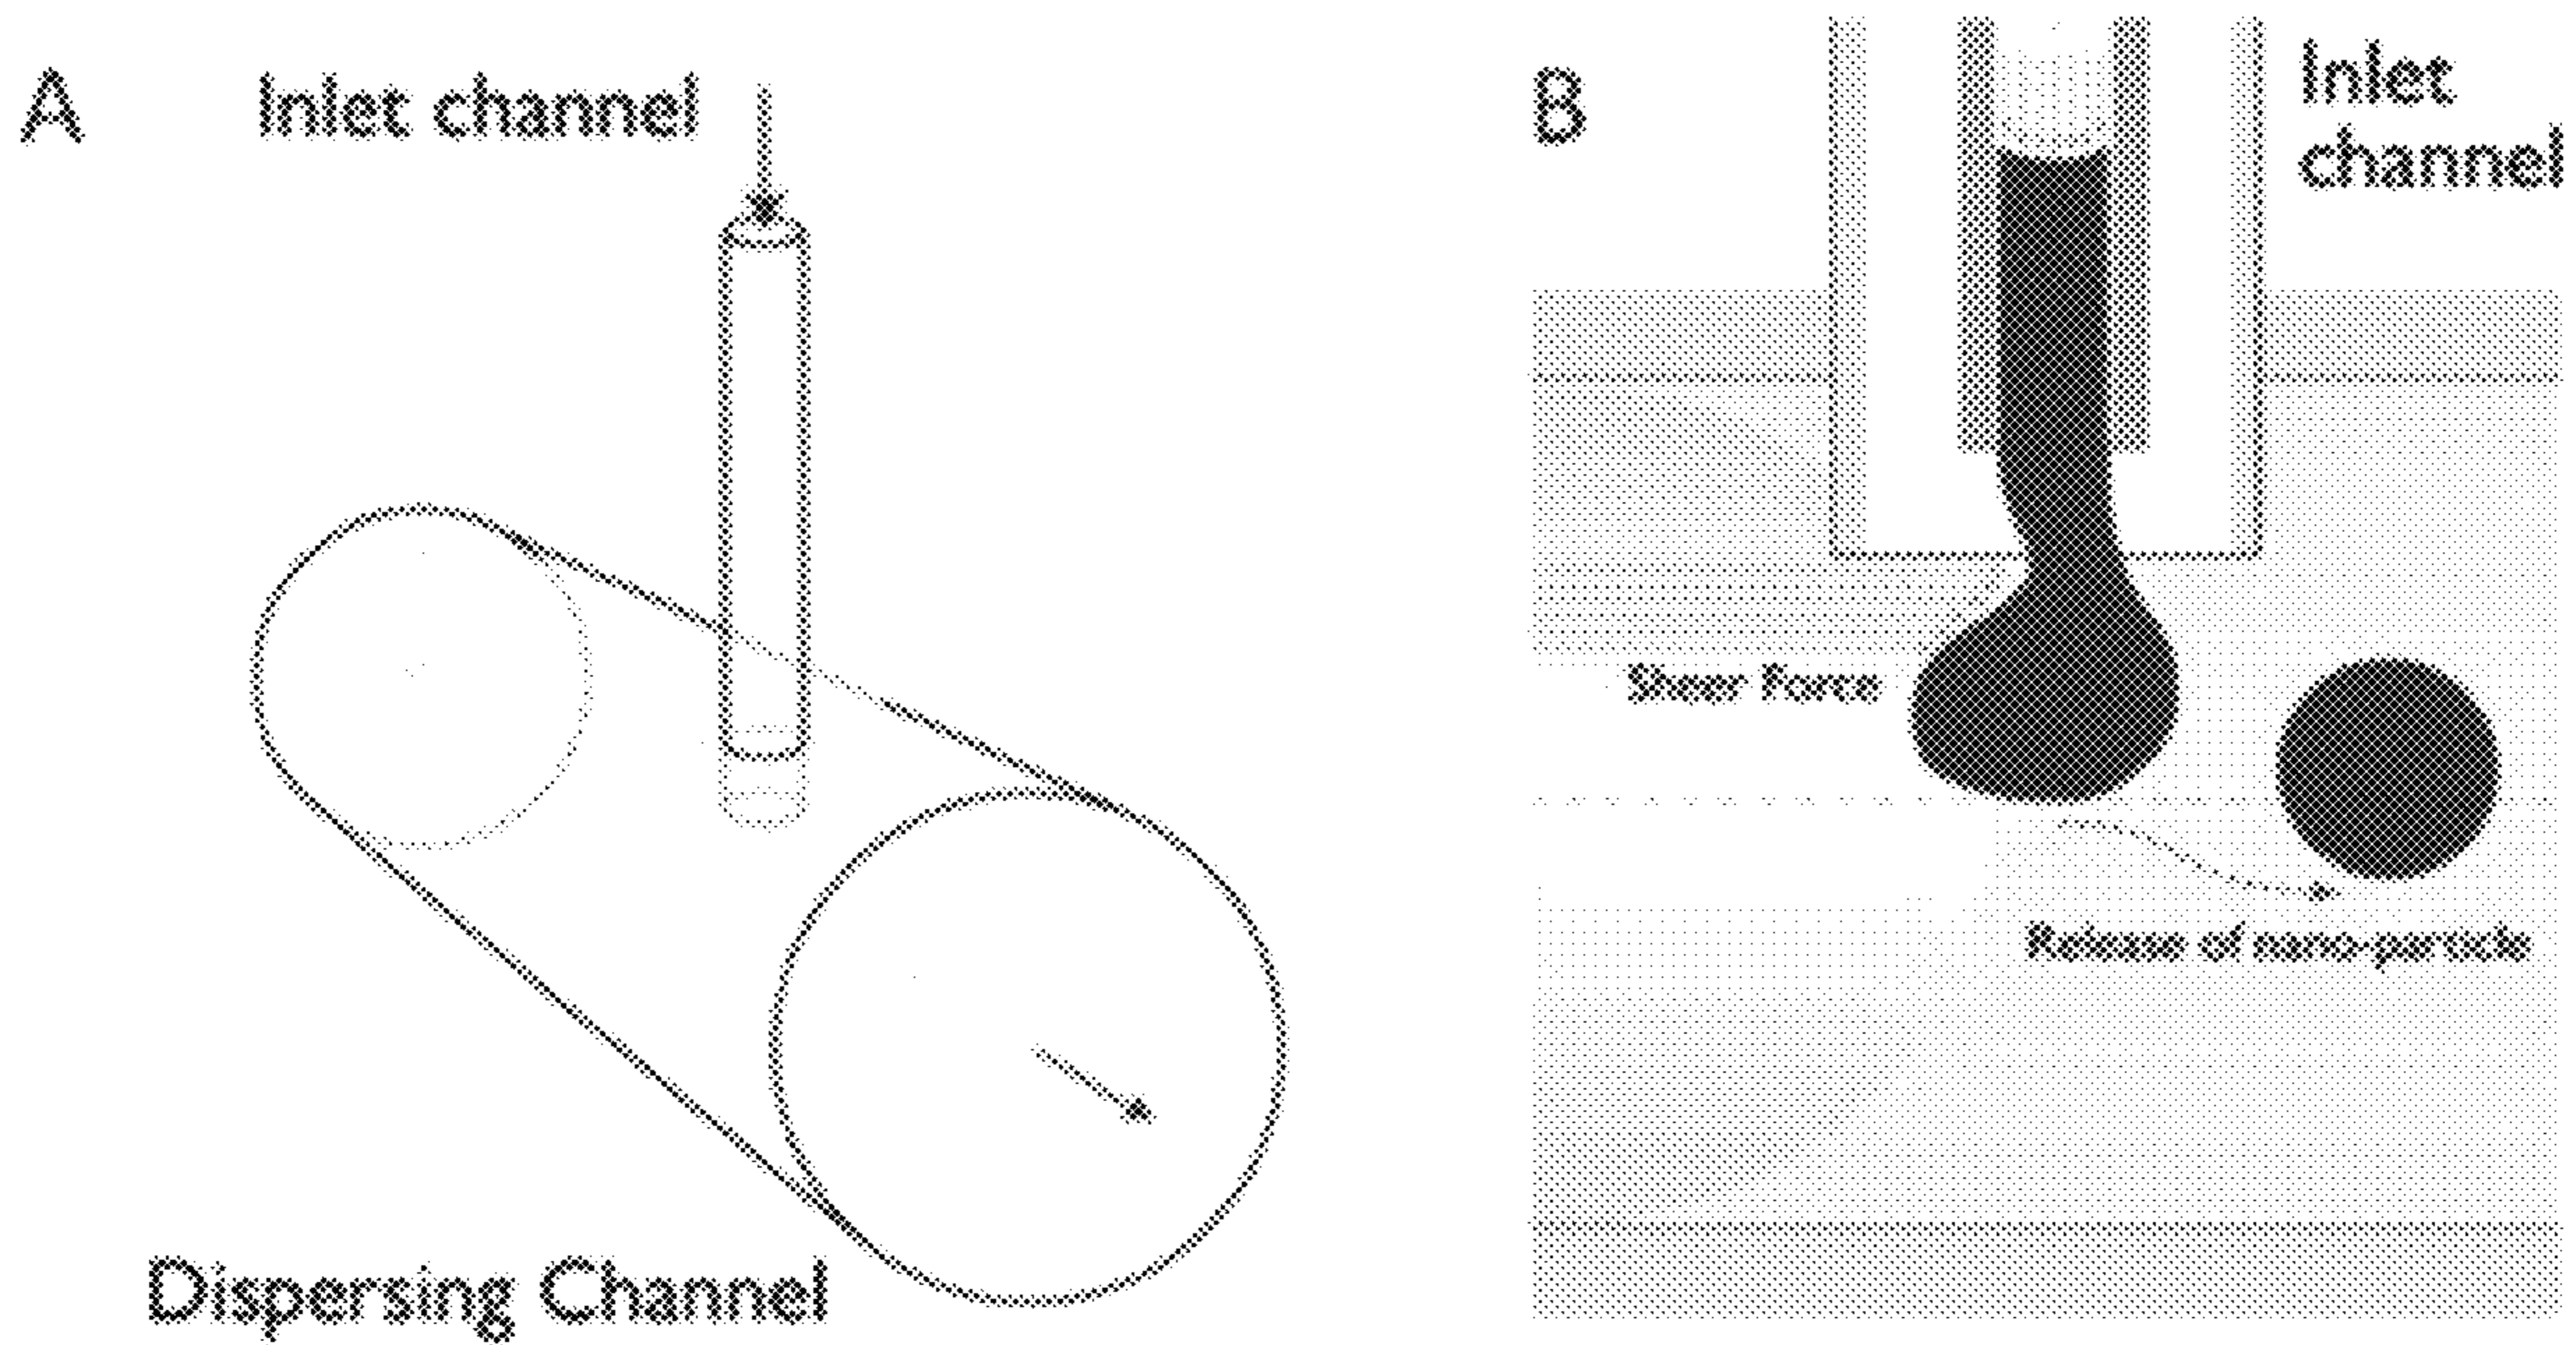 A
Inlet channel
Dispersing Channel
B
Inlet
channel
Shear Force
Release of nano-particle